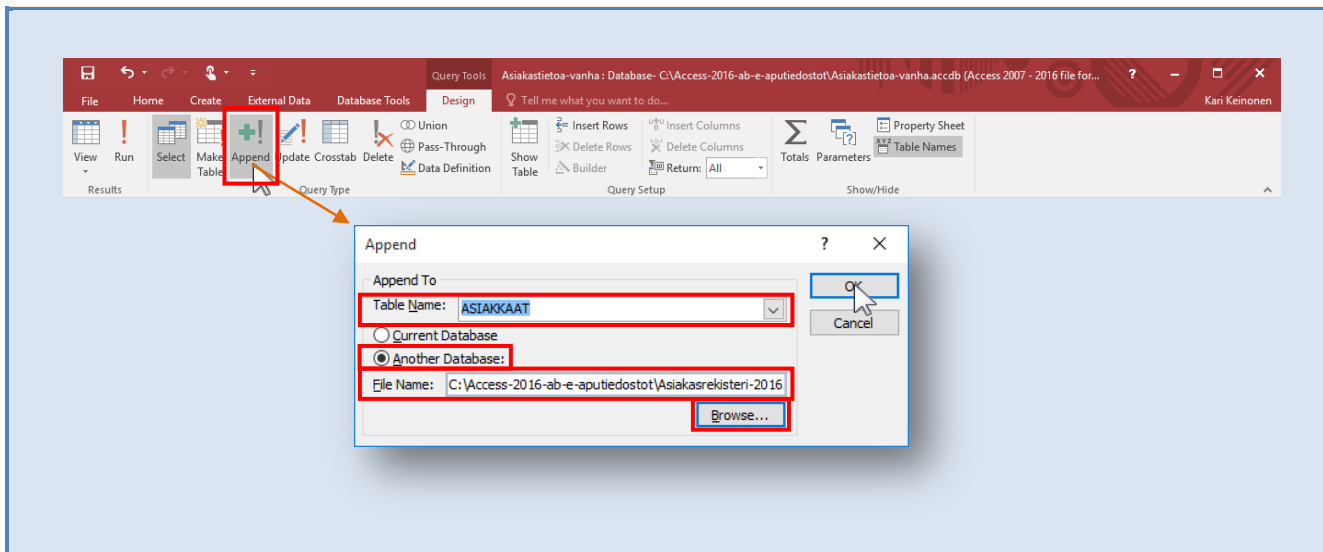 Query Tools Asiakastietoa-vanha : Database- C:\Access-2016-ab-e-aputiedostot\Asiakastietoa-vanha.accdb (Access 2007 - 2016 file for... ?
File Home Create External Data Database Tools Design Tell me what you want to do... Kari Keinonen
View Run Select Make Table Append Update Crosstab Delete
Union
Pass-Through
Data Definition
Show Table
Insert Rows
Delete Rows
Builder
Insert Columns
Delete Columns
Return: All
Totals Parameters
Property Sheet
Table Names
Results Query Type Query Setup Show/Hide
Append ?
Append To
Table Name: ASIAKKAAT
Current Database
Another Database:
File Name: C:\Access-2016-ab-e-aputiedostot\Asiakasrekisteri-2016
Browse...
OK
Cancel